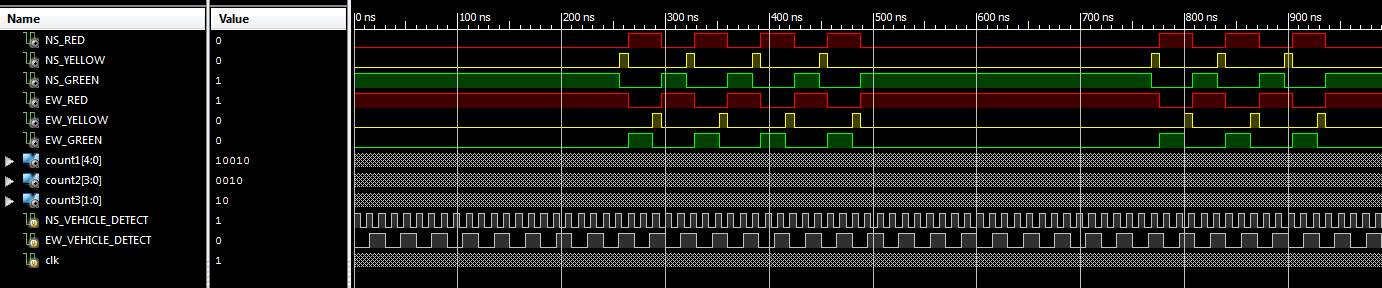 Name Value
0 ns 100 ns 200 ns 300 ns 400 ns 500 ns 600 ns 700 ns 800 ns 900 ns
NS_RED 0
NS_YELLOW 0
NS_GREEN 1
EW_RED 1
EW_YELLOW 0
EW_GREEN 0
count1[4:0] 10010
count2[3:0] 0010
count3[1:0] 10
NS_VEHICLE_DETECT 1
EW_VEHICLE_DETECT 0
clk 1